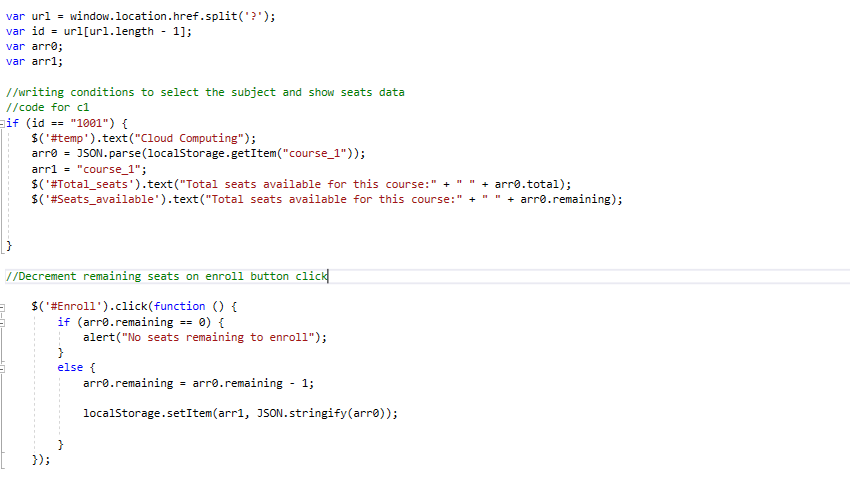 var url = window.location.href.split('?');
var id = url[url.length - 1];
var arr0;
var arr1;
//writing conditions to select the subject and show seats data
//code for c1
if (id == "1001") {
$('#temp').text("Cloud Computing");
arr0 = JSON.parse(localStorage.getItem("course_1"));
arr1 = "course_1";
$('#Total_seats').text("Total seats available for this course:" + " " + arr0.total);
$('#Seats_available').text("Total seats available for this course:" + " " + arr0.remaining);
}
//Decrement remaining seats on enroll button click
$('#Enroll').click(function () {
if (arr0.remaining == 0) {
alert("No seats remaining to enroll");
}
else {
arr0.remaining = arr0.remaining - 1;
localStorage.setItem(arr1, JSON.stringify(arr0));
}
});